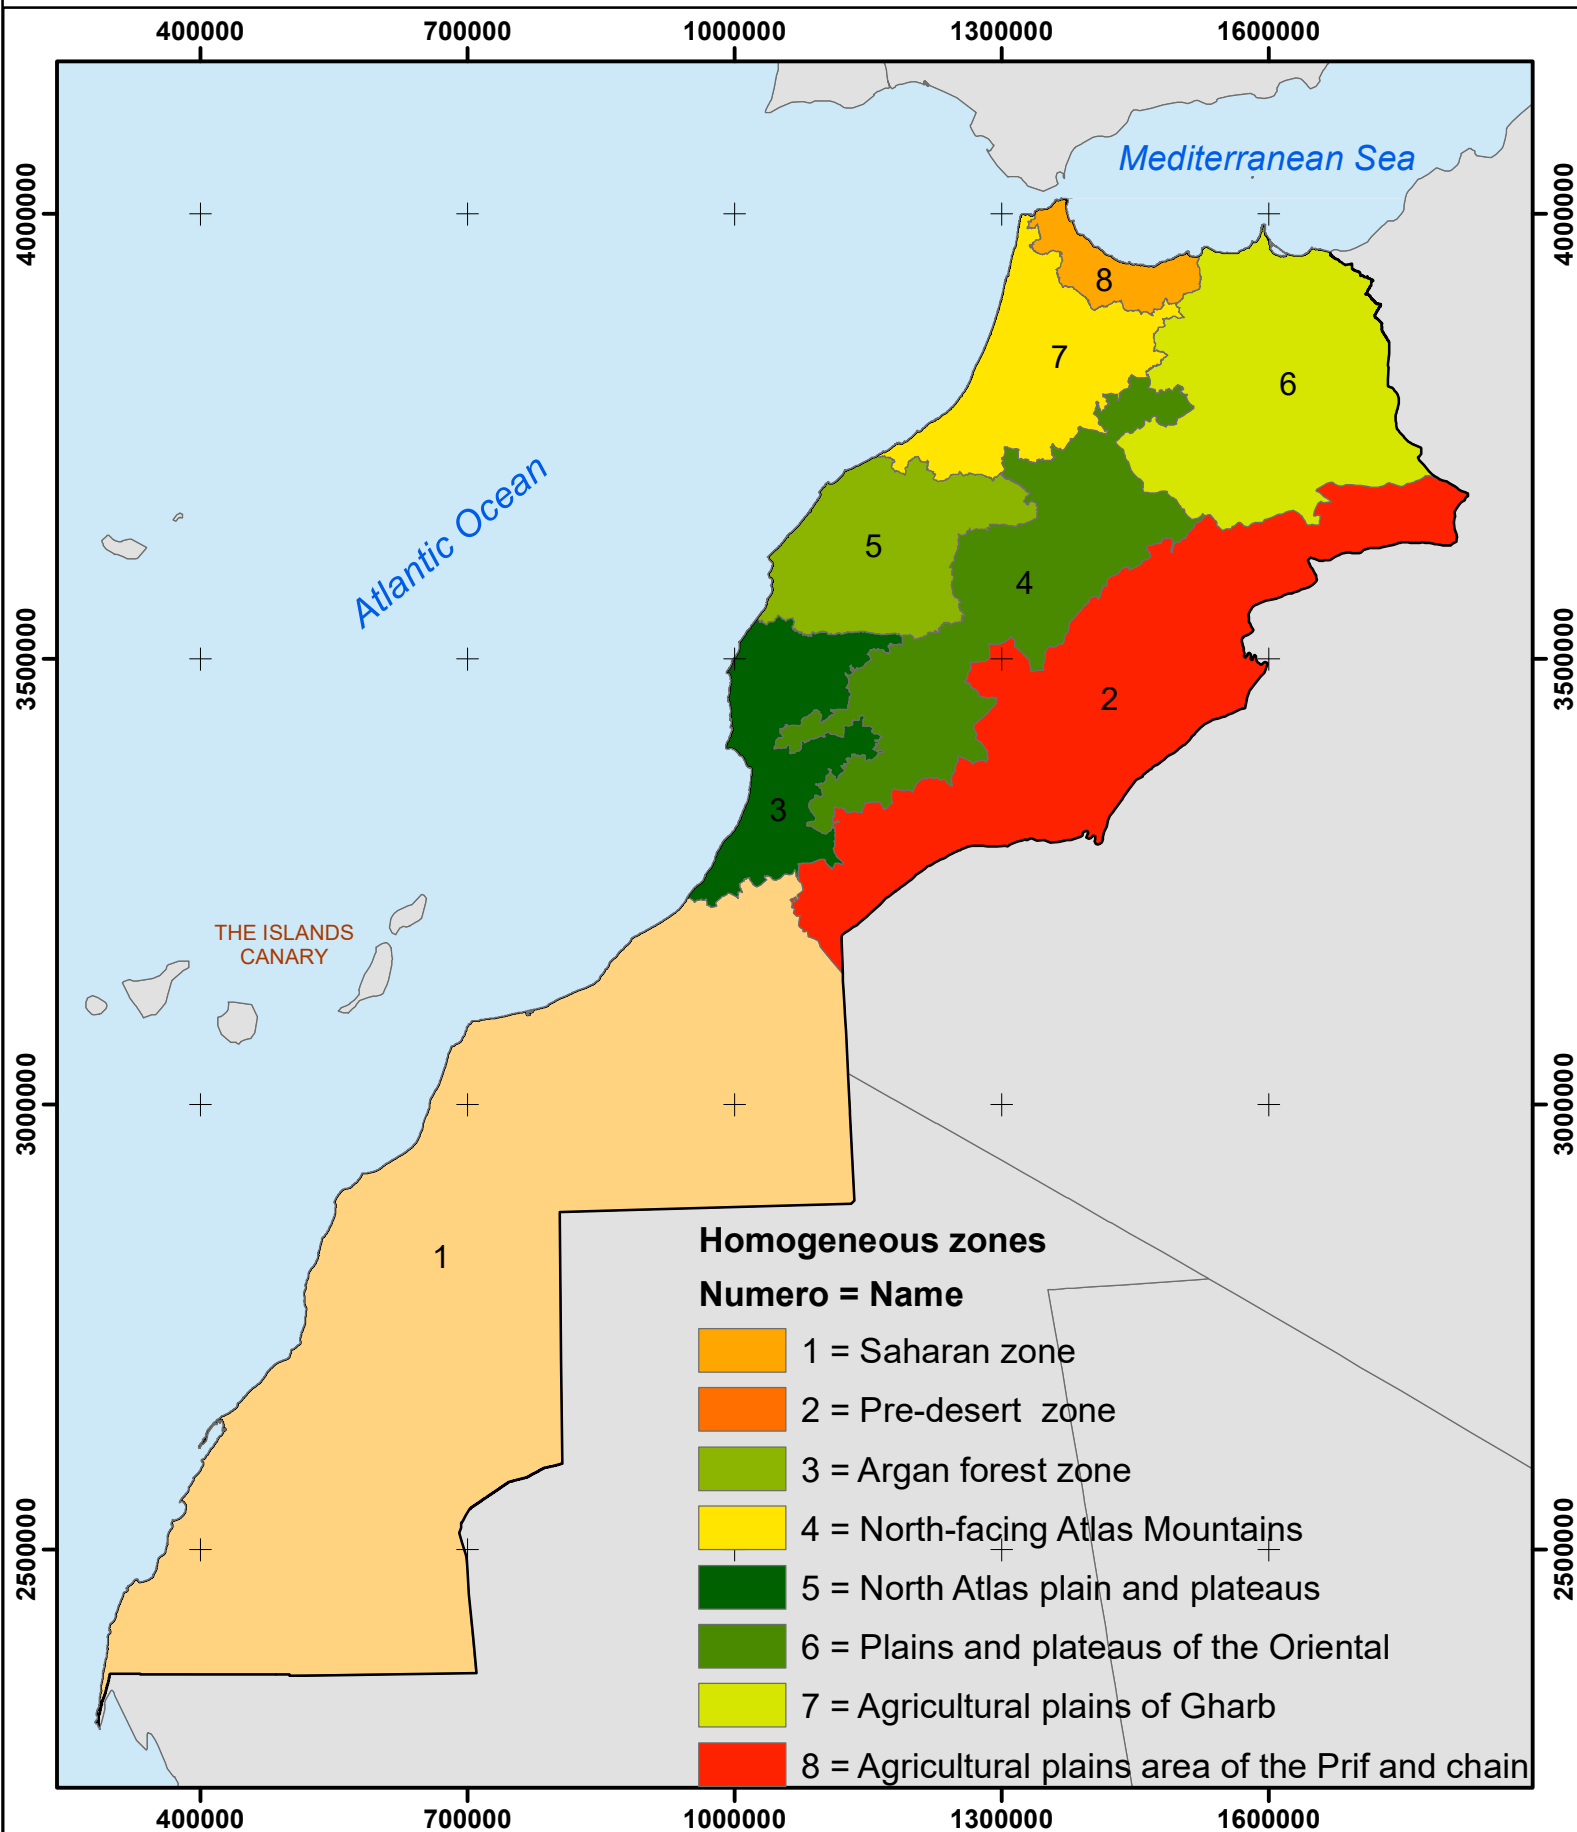 400000 700000 1000000 1300000 1600000
Mediterranean Sea
4000000 4000000
8
7
6
Atlantic Ocean
5
4
3500000 3500000
2
3
THE ISLANDS
CANARY
3000000 3000000
1
Homogeneous zones
Numero = Name
1 = Saharan zone
2 = Pre-desert  zone
3 = Argan forest zone
4 = North-facing Atlas Mountains
2500000 2500000
5 = North Atlas plain and plateaus
6 = Plains and plateaus of the Oriental
7 = Agricultural plains of Gharb
8 = Agricultural plains area of the Prif and chain
400000 700000 1000000 1300000 1600000